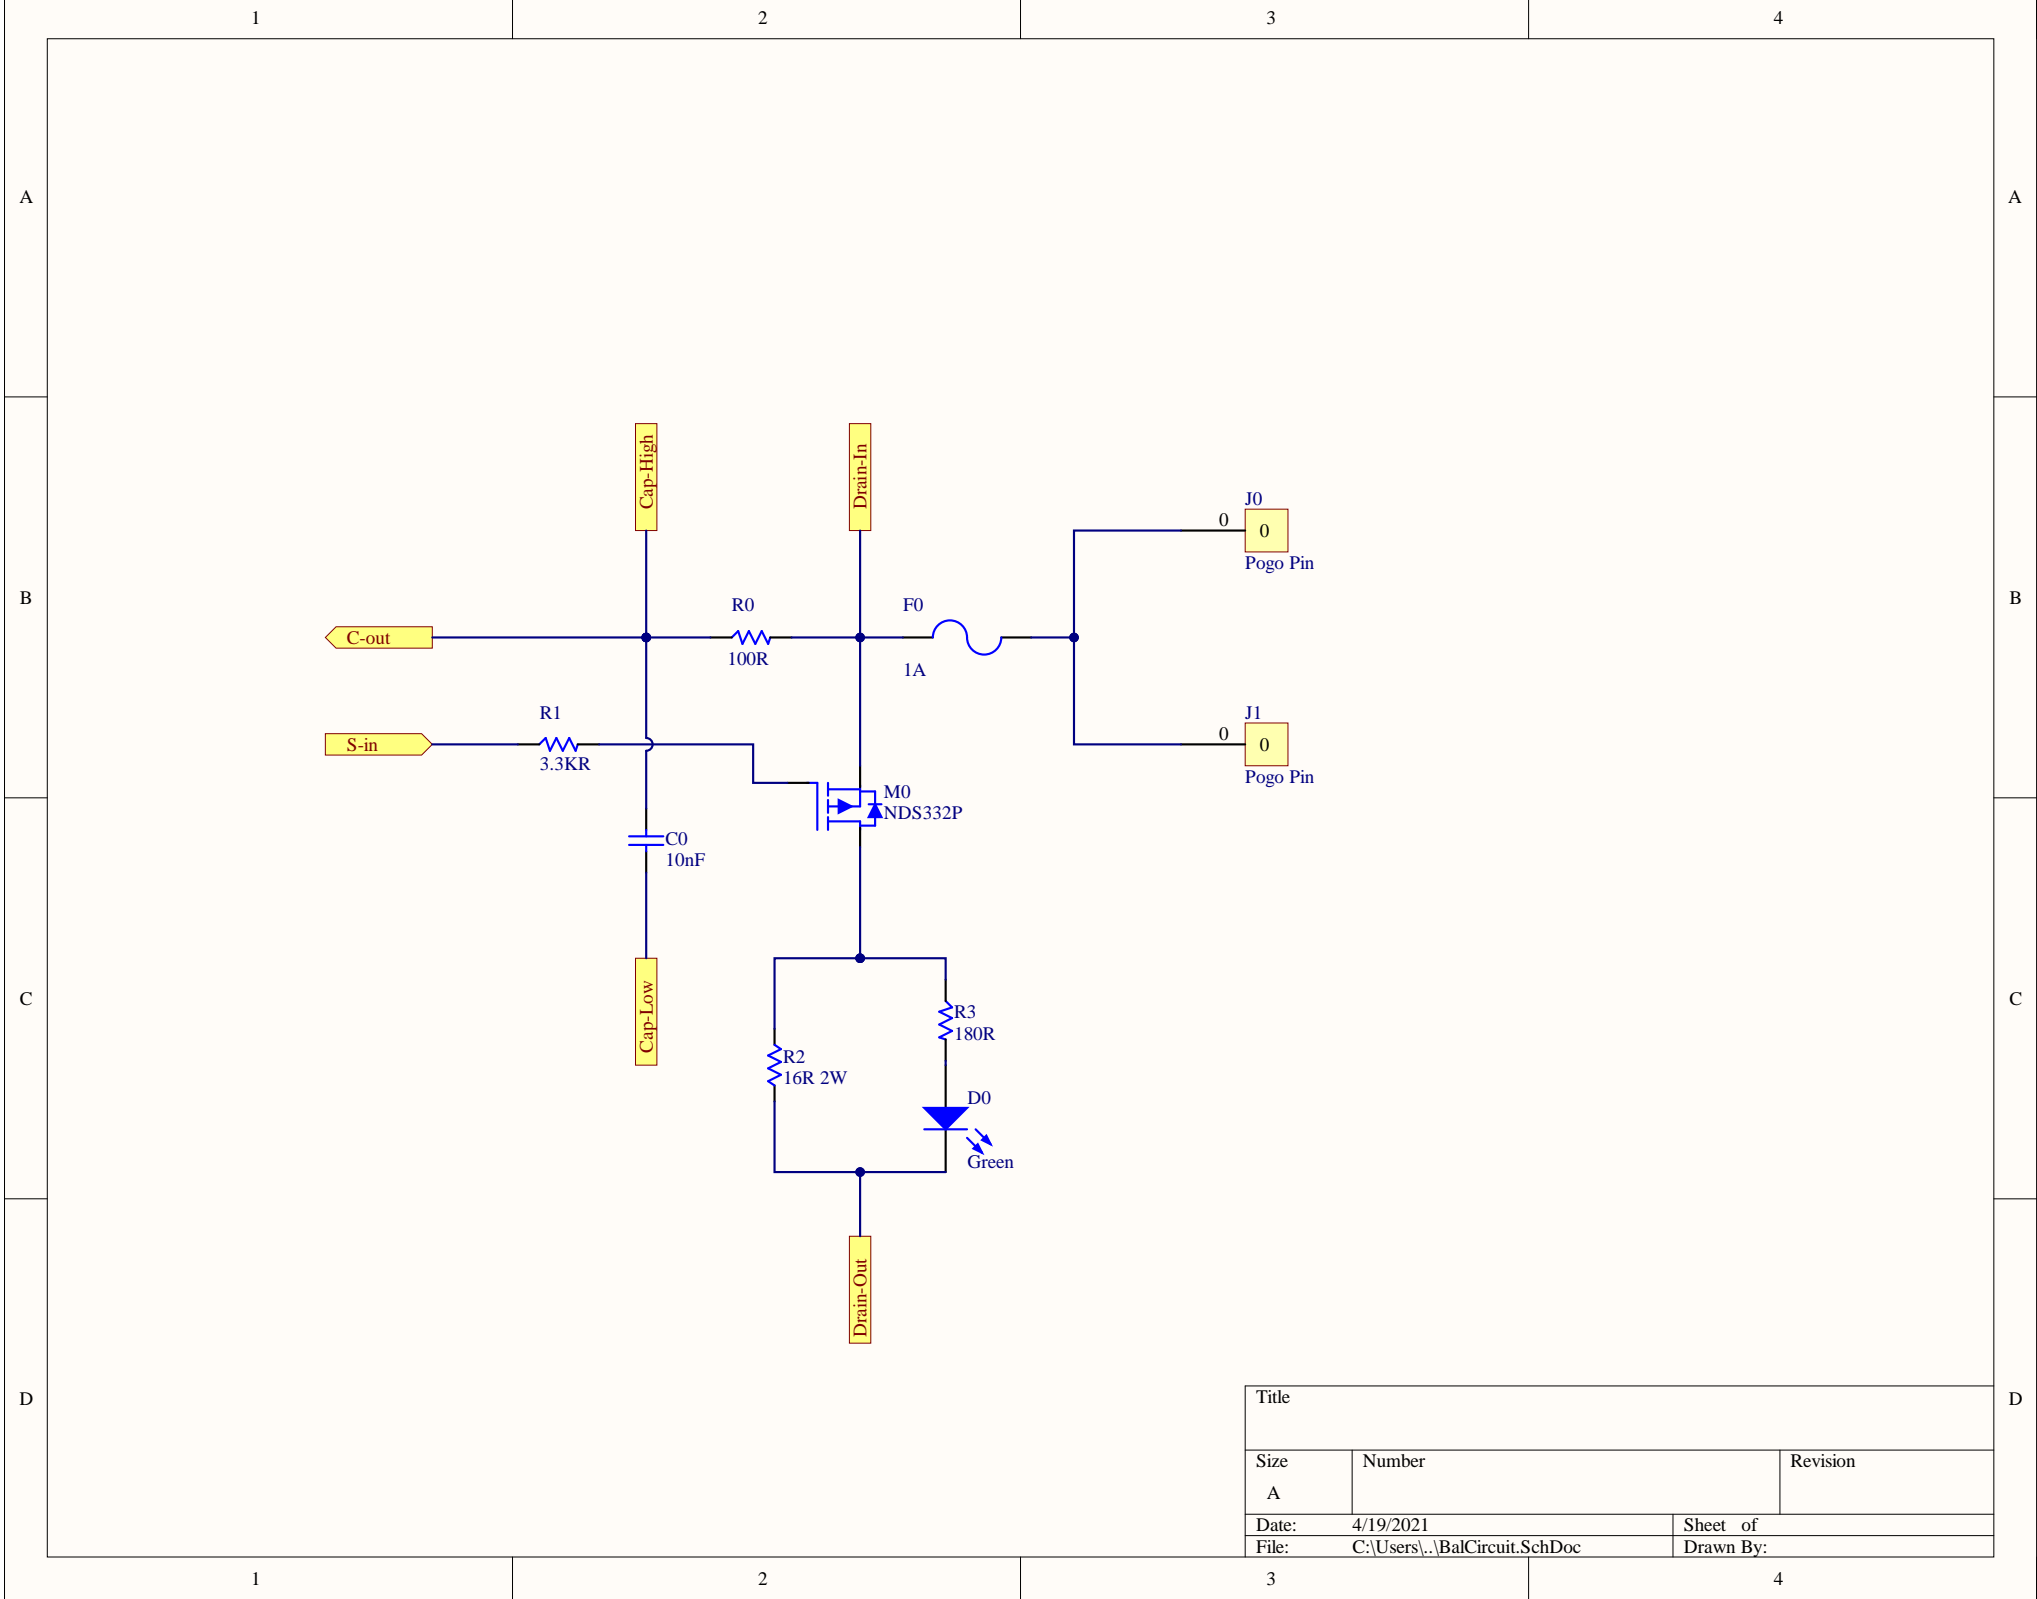 1 2 3 4
A A
Cap-High
Drain-In
J0
0 0
Pogo Pin
B B
R0
F0
C-out
100R
1A
R1
J1
S-in
0 0
3.3KR
Pogo Pin
M0
NDS332P
C0
10nF
C C
Cap-Low
R3
180R
R2
16R 2W
D0
Green
Drain-Out
D D
Title
Size Number Revision
A
Date: 4/19/2021 Sheet of
File: C:\Users\..\BalCircuit.SchDoc Drawn By:
1 2 3 4